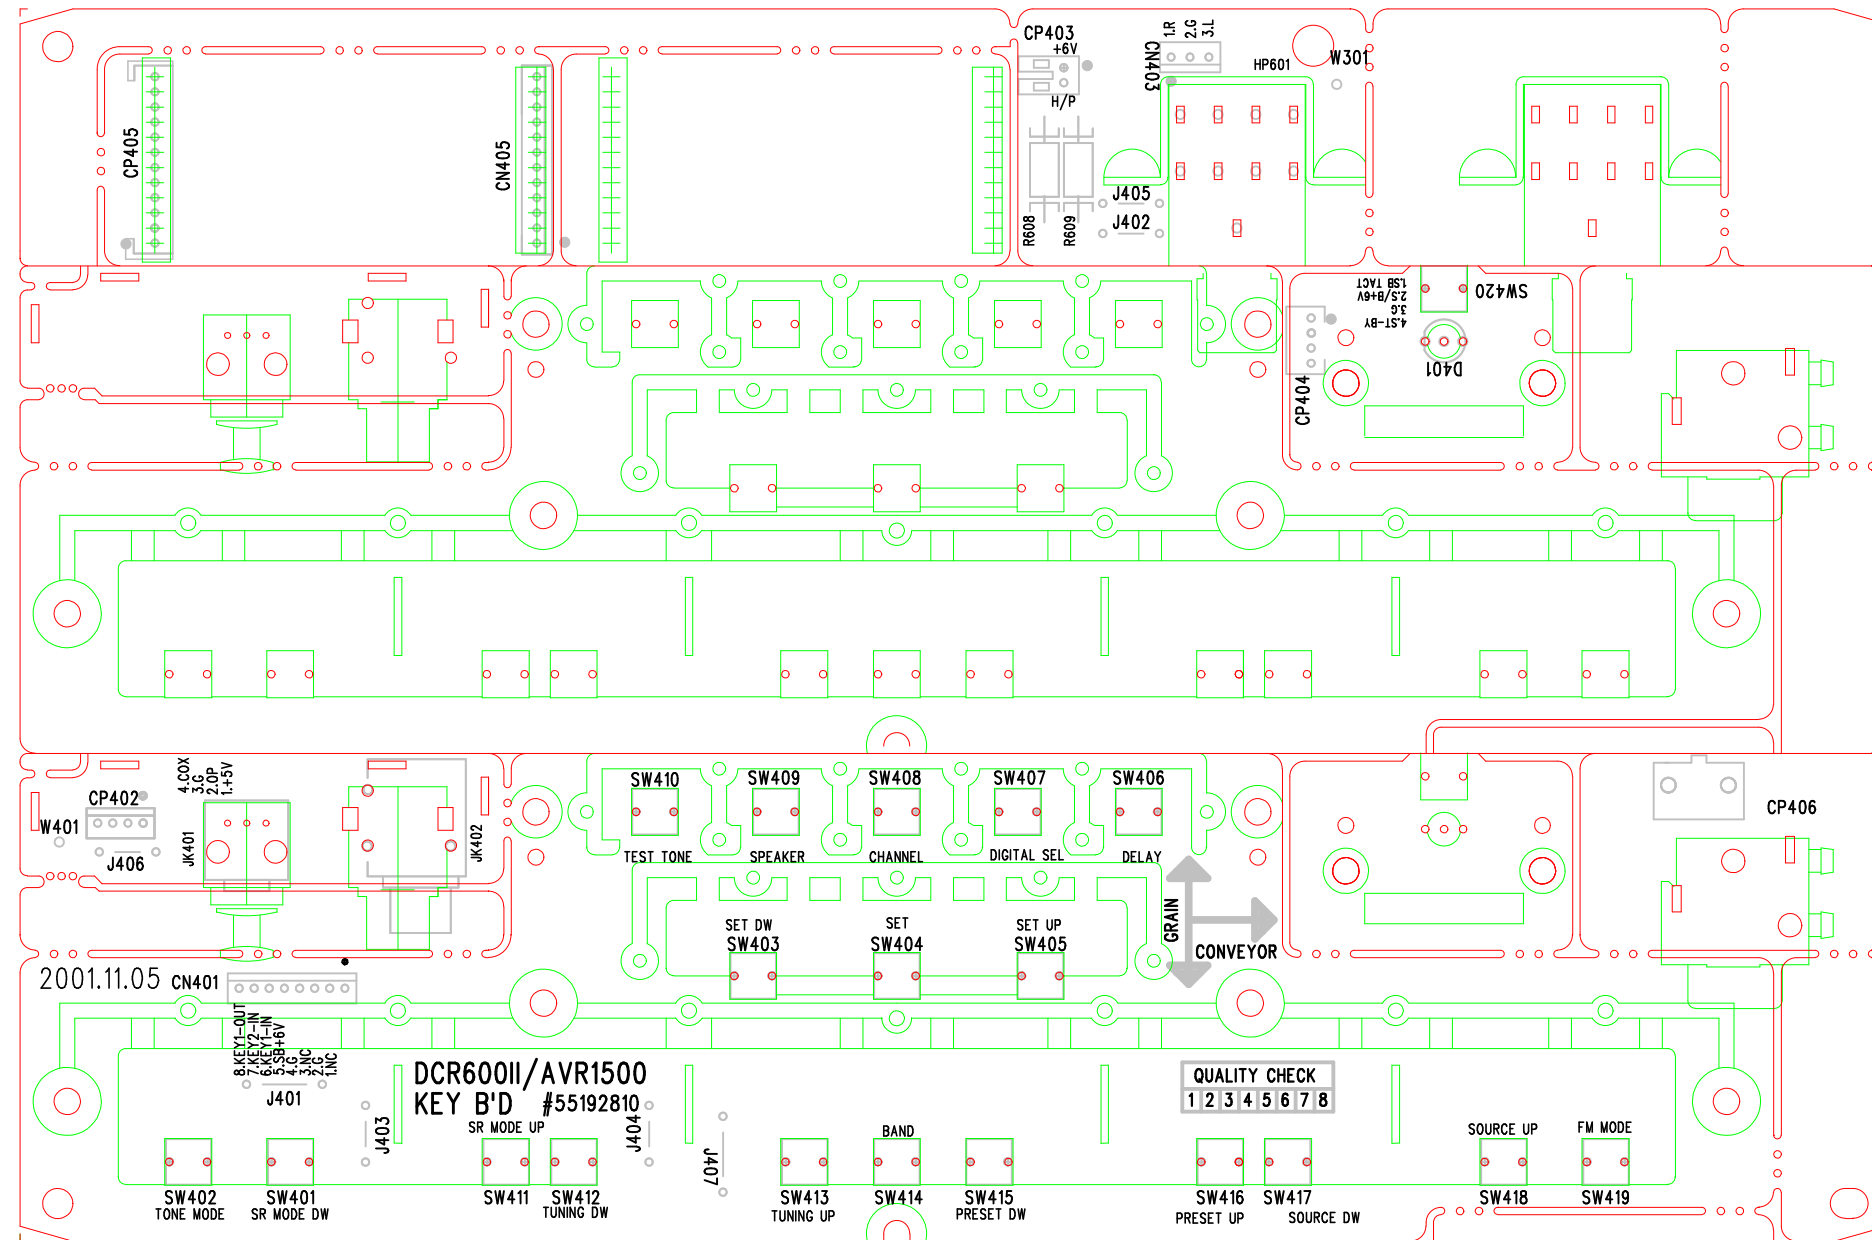 CP403
+6V
H/P
CN403
1.R
2.G
3.L
HP601
W301
CP405
CN405
R608
R609
J405
J402
1.SB TACT
2.S/B+6V
3.G
4.ST-BY
SW420
D401
CP404
4.COX
3.G
2.OP
1.+5V
CP402
W401
J406
JK401
JK402
SW410
SW409
SW408
SW407
SW406
TEST TONE
SPEAKER
CHANNEL
DIGITAL SEL
DELAY
CP406
SET DW
SET
SET UP
SW403
SW404
SW405
GRAIN
CONVEYOR
2001.11.05
CN401
8.KEY1-OUT
7.KEY2-IN
6.KEY1-IN
5.SB+6V
4.G
3.NC
2.G
1.NC
J401
DCR600II/AVR1500
KEY B'D #55192810
QUALITY CHECK
1 2 3 4 5 6 7 8
J403
SR MODE UP
J404
J407
BAND
SOURCE UP
FM MODE
SW402
SW401
SW411
SW412
SW413
SW414
SW415
SW416
SW417
SW418
SW419
TONE MODE
SR MODE DW
TUNING DW
TUNING UP
PRESET DW
PRESET UP
SOURCE DW